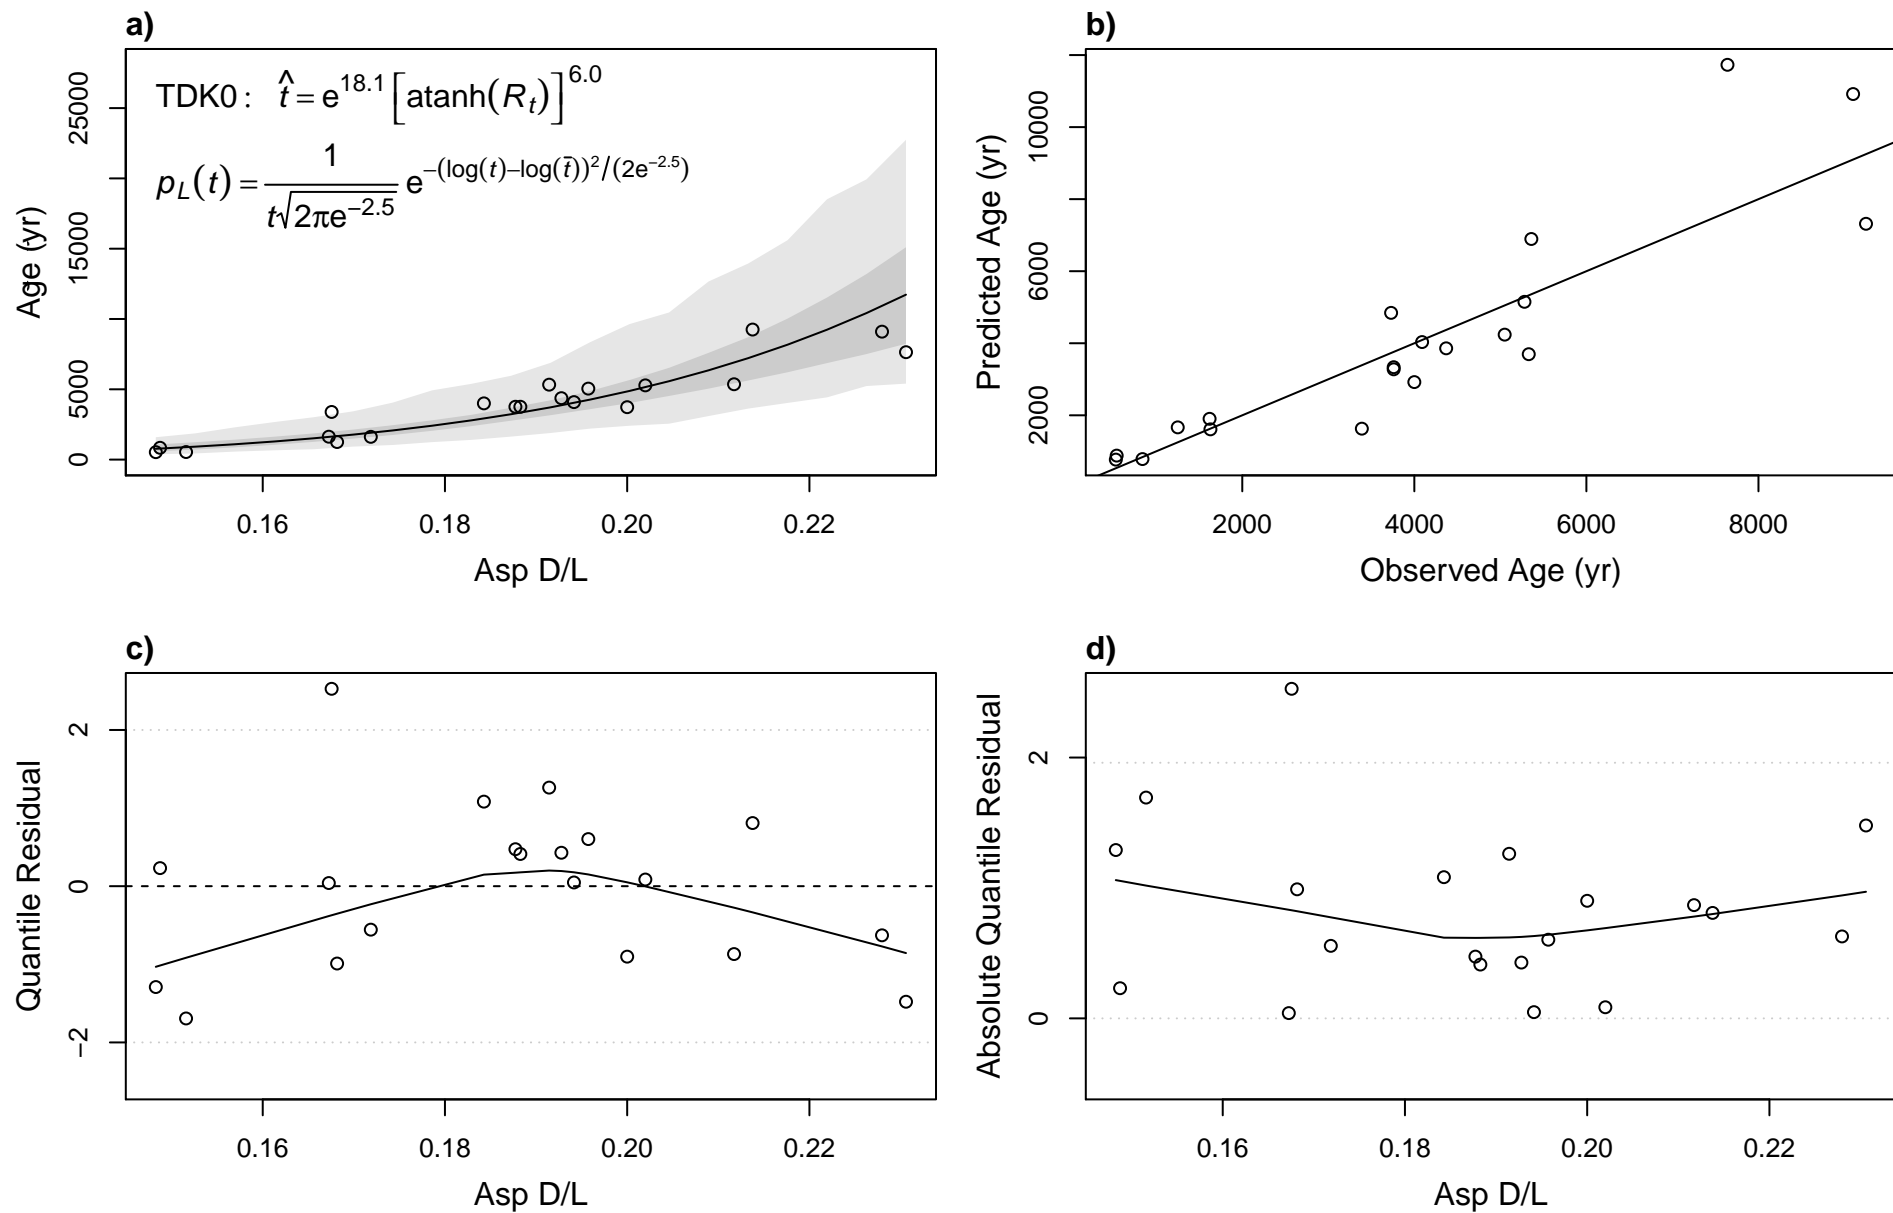 a)
TDK0 : t̂ = e^18.1 [atanh(R_t)]^6.0
p_L(t) = 1 / (t√(2πe^−2.5)) e^−(log(t)−log(t̄))²/(2e^−2.5)
Age (yr)
0 5000 15000 25000
0.16 0.18 0.20 0.22
Asp D/L
b)
Predicted Age (yr)
2000 6000 10000
2000 4000 6000 8000
Observed Age (yr)
c)
Quantile Residual
−2 0 2
0.16 0.18 0.20 0.22
Asp D/L
d)
Absolute Quantile Residual
0 2
0.16 0.18 0.20 0.22
Asp D/L